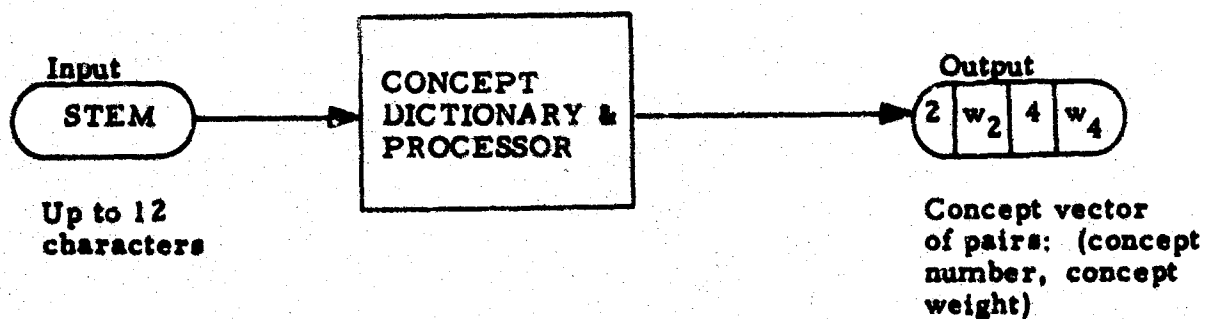 Input
STEM
Up to 12
characters
CONCEPT
DICTIONARY &
PROCESSOR
Output
2 w2 4 w4
Concept vector
of pairs: (concept
number, concept
weight)